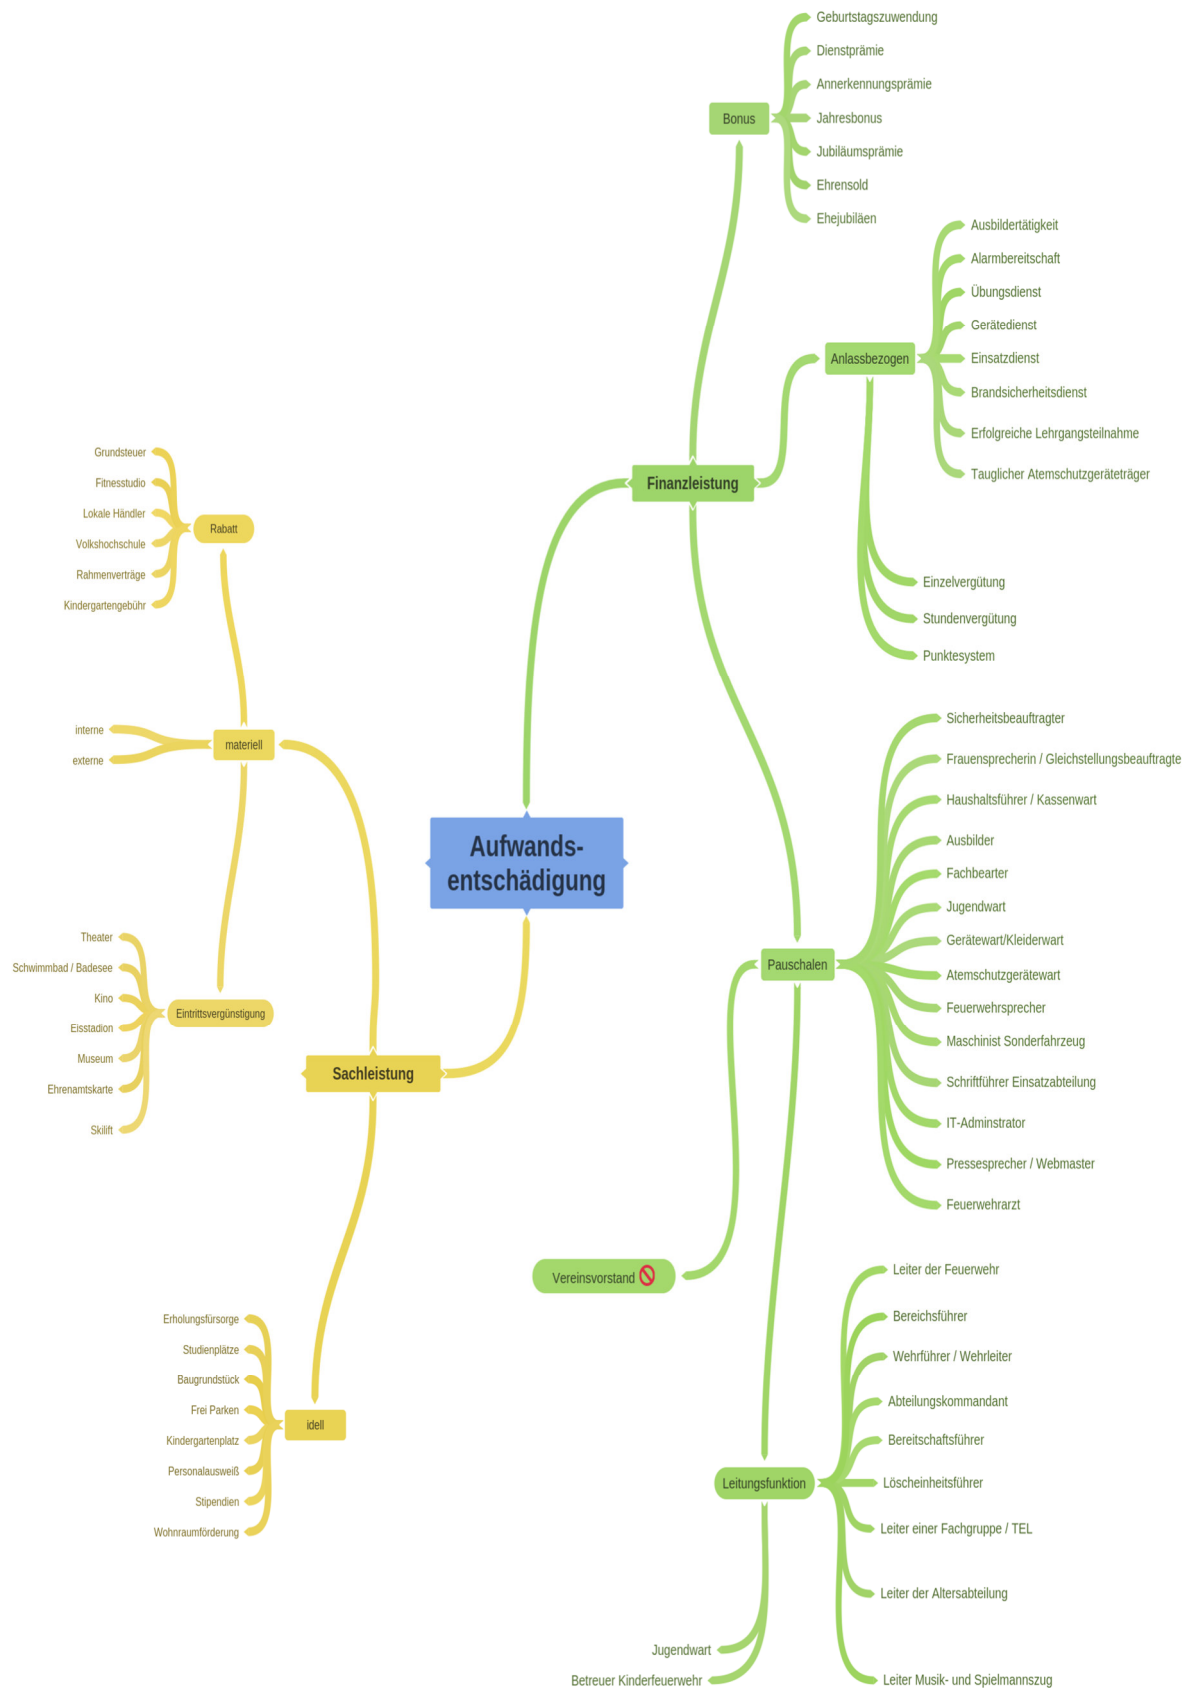 Aufwands-
entschädigung
Finanzleistung
Bonus
Geburtstagszuwendung
Dienstprämie
Annerkennungsprämie
Jahresbonus
Jubiläumsprämie
Ehrensold
Ehejubiläen
Anlassbezogen
Ausbildertätigkeit
Alarmbereitschaft
Übungsdienst
Gerätedienst
Einsatzdienst
Brandsicherheitsdienst
Erfolgreiche Lehrgangsteilnahme
Tauglicher Atemschutzgeräteträger
Einzelvergütung
Stundenvergütung
Punktesystem
Pauschalen
Sicherheitsbeauftragter
Frauensprecherin / Gleichstellungsbeauftragte
Haushaltsführer / Kassenwart
Ausbilder
Fachbearter
Jugendwart
Gerätewart/Kleiderwart
Atemschutzgerätewart
Feuerwehrsprecher
Maschinist Sonderfahrzeug
Schriftführer Einsatzabteilung
IT-Adminstrator
Pressesprecher / Webmaster
Feuerwehrarzt
Vereinsvorstand
Leitungsfunktion
Leiter der Feuerwehr
Bereichsführer
Wehrführer / Wehrleiter
Abteilungskommandant
Bereitschaftsführer
Löscheinheitsführer
Leiter einer Fachgruppe / TEL
Leiter der Altersabteilung
Leiter Musik- und Spielmannszug
Jugendwart
Betreuer Kinderfeuerwehr
Sachleistung
materiell
Rabatt
Grundsteuer
Fitnesstudio
Lokale Händler
Volkshochschule
Rahmenverträge
Kindergartengebühr
interne
externe
Eintrittsvergünstigung
Theater
Schwimmbad / Badesee
Kino
Eisstadion
Museum
Ehrenamtskarte
Skilift
idell
Erholungsfürsorge
Studienplätze
Baugrundstück
Frei Parken
Kindergartenplatz
Personalausweiß
Stipendien
Wohnraumförderung